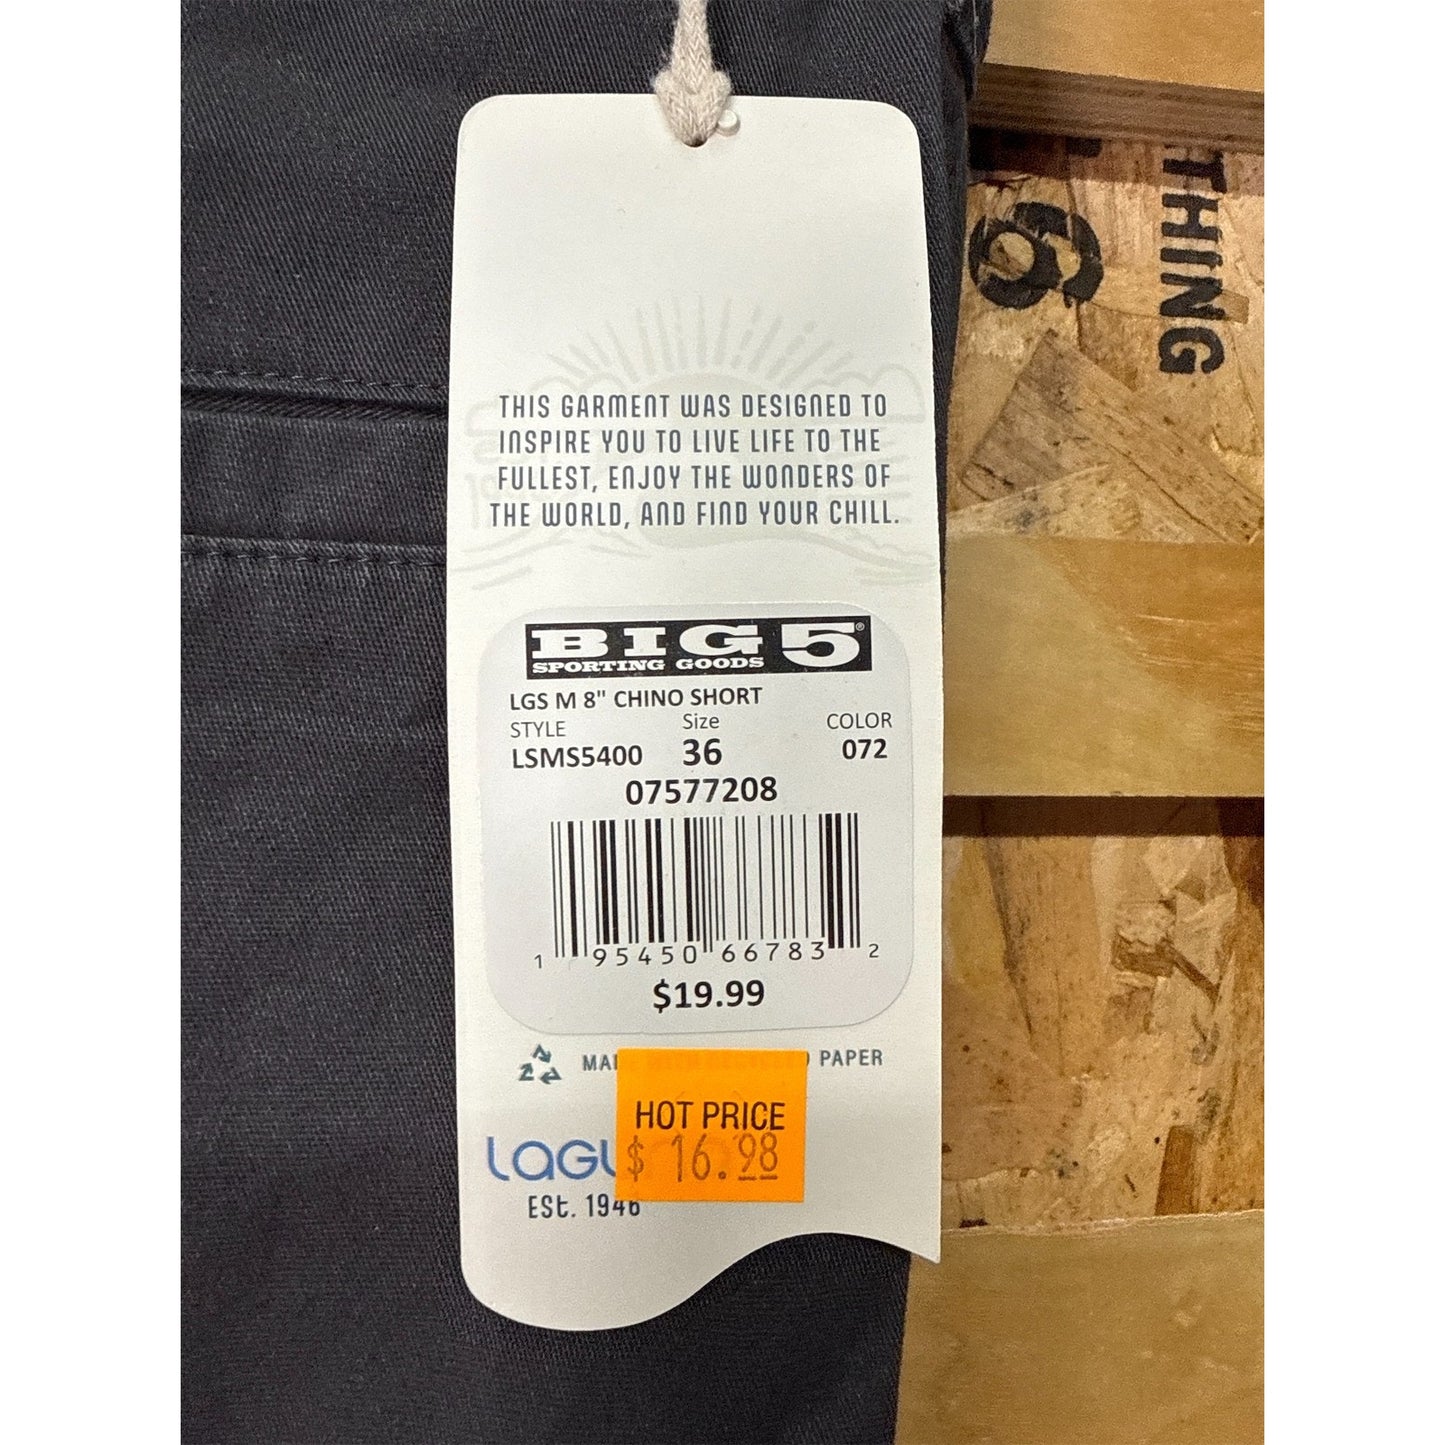 THIS GARMENT WAS DESIGNED TO
INSPIRE YOU TO LIVE LIFE TO THE
FULLEST, ENJOY THE WONDERS OF
THE WORLD, AND FIND YOUR CHILL.
BIG 5®
SPORTING GOODS
LGS M 8" CHINO SHORT
STYLE Size COLOR
LSMS5400 36 072
07577208
1 95450 66783 2
$19.99
PAPER
HOT PRICE
$ 16.98
EST. 1946
THING
6